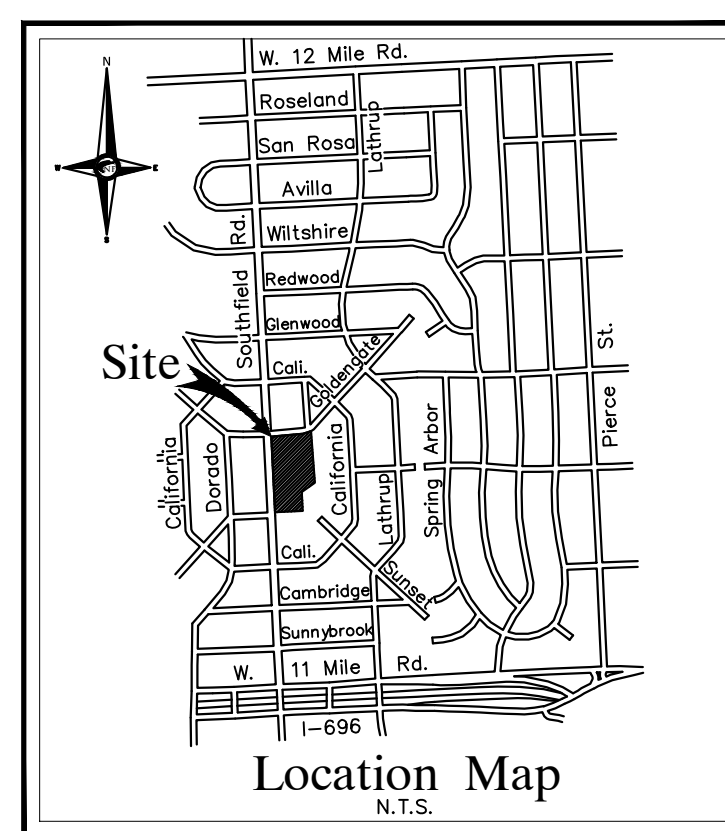 W. 12 Mile Rd.
N
Roseland
Lathrup
San Rosa
Avilla
W
E
S
Wiltshire
Southfield Rd.
Redwood
Glenwood
Site
Cali.
Goldengate
St.
Pierce
California
Dorado
California
Lathrup
Spring Arbor
Cali.
Sunset
Cambridge
Sunnybrook
W. 11 Mile Rd.
I-696
Location Map
N.T.S.